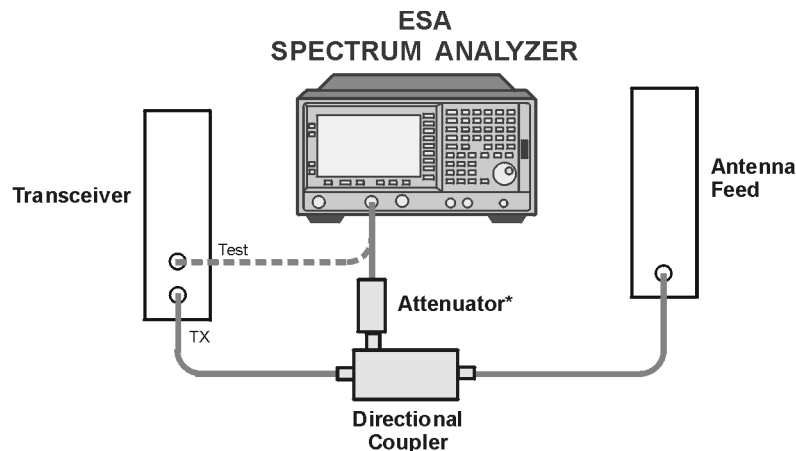 ESA
SPECTRUM ANALYZER
Transceiver
Antenna
Feed
Test
Attenuator*
TX
Directional
Coupler